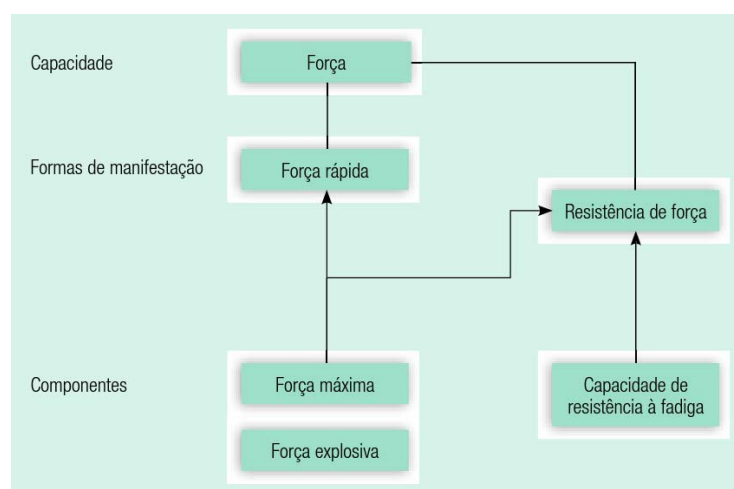 Capacidade
Força
Formas de manifestação
Força rápida
Resistência de força
Componentes
Força máxima
Capacidade de
resistência à fadiga
Força explosiva